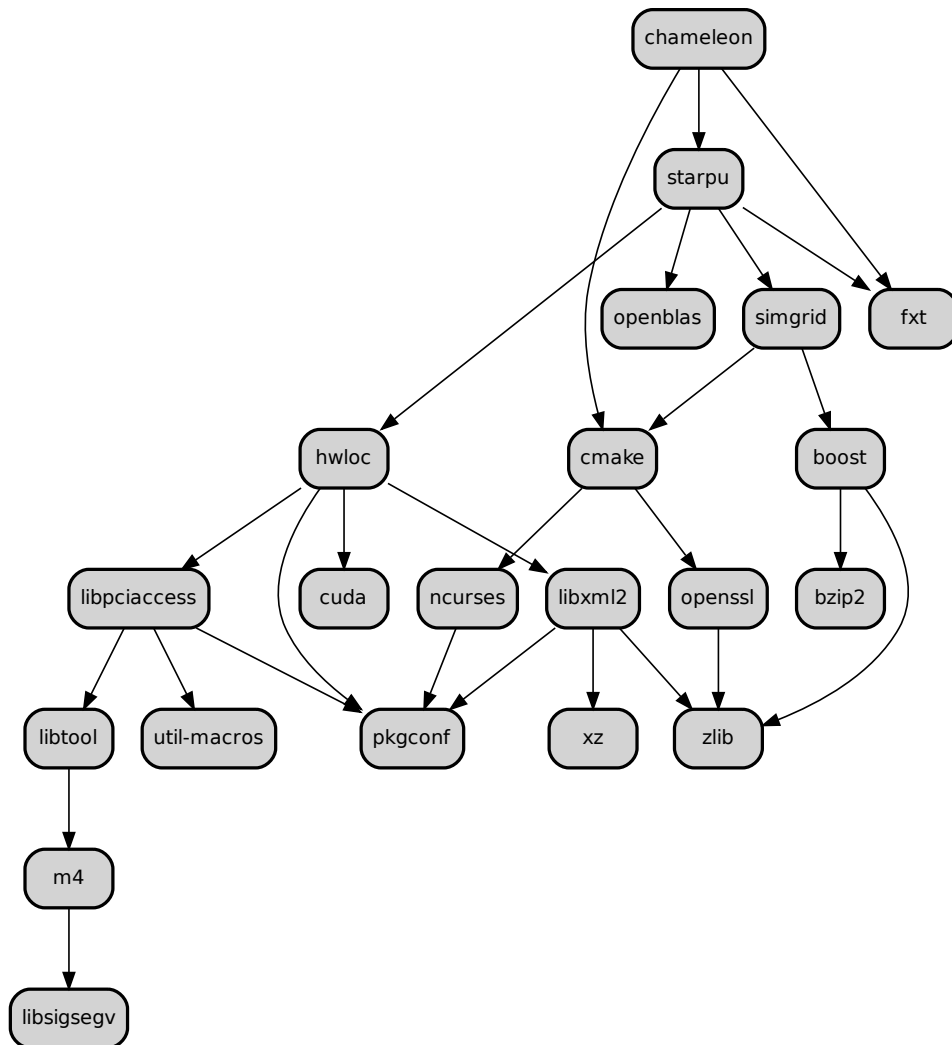 chameleon
starpu
openblas
simgrid
fxt
hwloc
cmake
boost
libpciaccess
cuda
ncurses
libxml2
openssl
bzip2
libtool
util-macros
pkgconf
xz
zlib
m4
libsigsegv